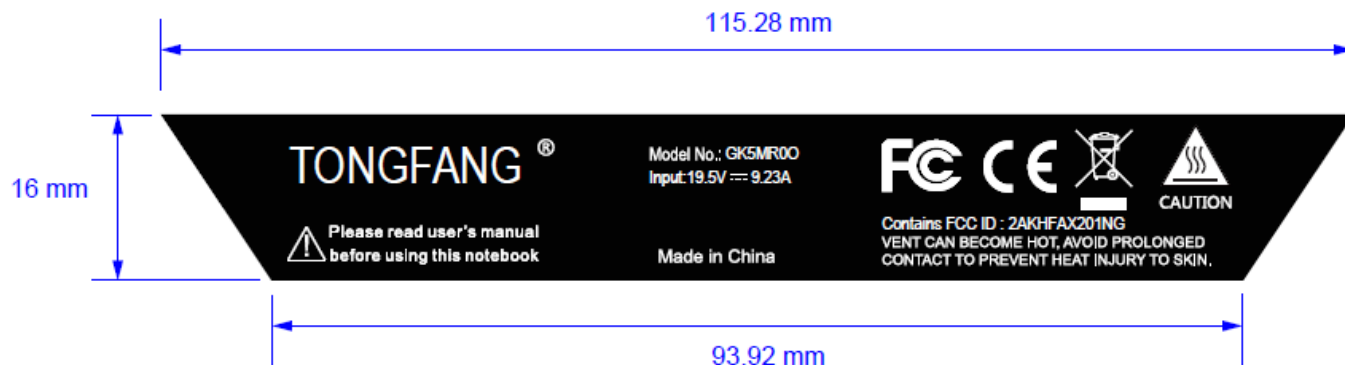 115.28 mm
16 mm
TONGFANG ®
Please read user's manual
before using this notebook
Model No.: GK5MR0O
Input:19.5V ⎓ 9.23A
Made in China
FC CE
CAUTION
Contains FCC ID : 2AKHFAX201NG
VENT CAN BECOME HOT, AVOID PROLONGED
CONTACT TO PREVENT HEAT INJURY TO SKIN.
93.92 mm